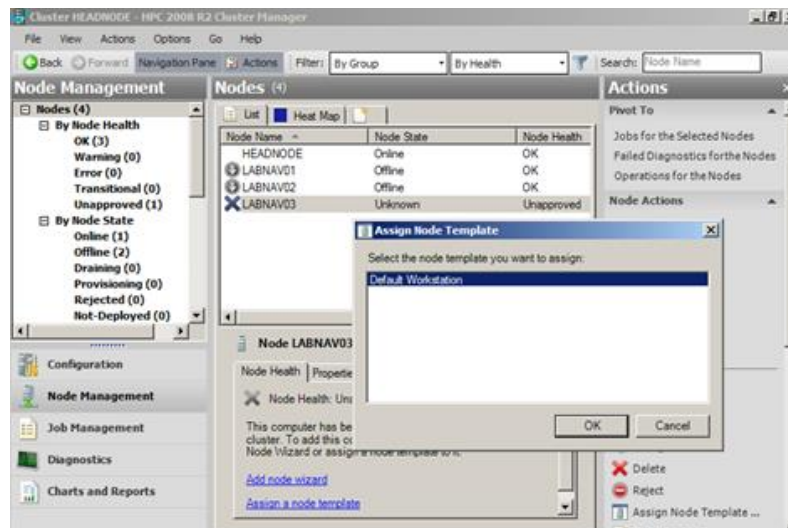 Cluster HEADNODE - HPC 2008 R2 Cluster Manager
File View Actions Options Go Help
Back Forward Navigation Pane Actions Filter: By Group By Health Search: Node Name
Node Management
Nodes (4)
By Node Health
OK (3)
Warning (0)
Error (0)
Transitional (0)
Unapproved (1)
By Node State
Online (1)
Offline (2)
Draining (0)
Provisioning (0)
Rejected (0)
Not-Deployed (0)
Configuration
Node Management
Job Management
Diagnostics
Charts and Reports
Nodes (4)
List Heat Map
Node Name Node State Node Health
HEADNODE Online OK
LABNAV01 Offline OK
LABNAV02 Offline OK
LABNAV03 Unknown Unapproved
Assign Node Template
Select the node template you want to assign:
Default Workstation
OK Cancel
Node LABNAV03
Node Health Propertie
Node Health: Una
This computer has be
cluster. To add this co
Node Wizard or assign a node template to it.
Add node wizard
Assign a node template
Actions
Pivot To
Jobs for the Selected Nodes
Failed Diagnostics forthe Nodes
Operations for the Nodes
Node Actions
Delete
Reject
Assign Node Template ...